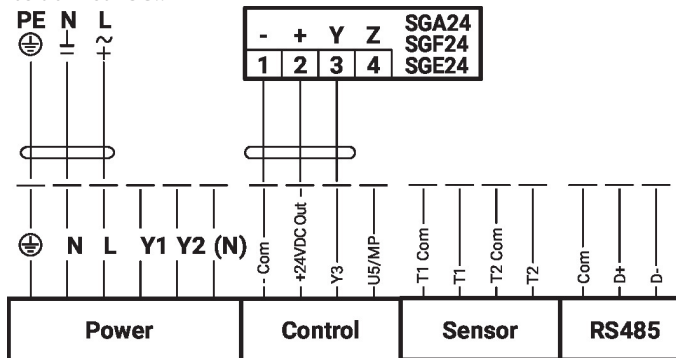 PE N L
- + Y Z
1 2 3 4
SGA24
SGF24
SGE24
N L Y1 Y2 (N)
- Com
+24VDC Out -
Y3
U5/MP
T1 Com
T1
T2 Com
T2
Com
D+
D-
Power
Control
Sensor
RS485